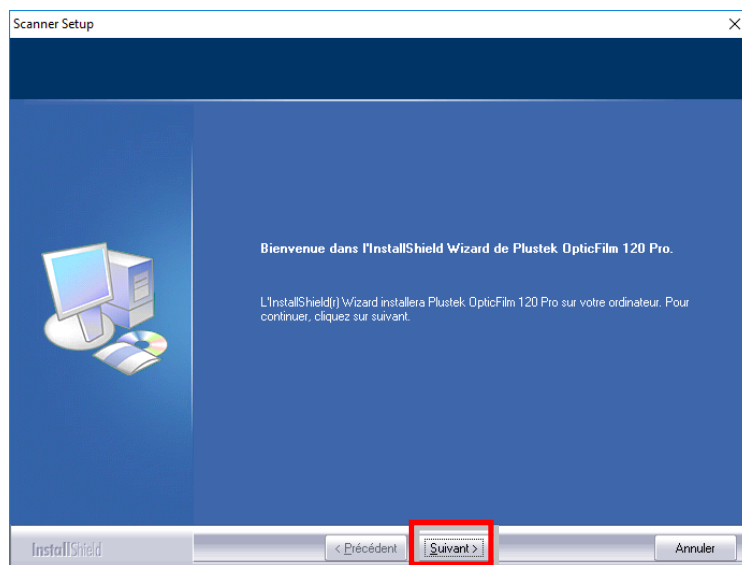 Scanner Setup
Bienvenue dans l'InstallShield Wizard de Plustek OpticFilm 120 Pro.
L'InstallShield(r) Wizard installera Plustek OpticFilm 120 Pro sur votre ordinateur. Pour
continuer, cliquez sur suivant.
InstallShield
< Précédent Suivant > Annuler